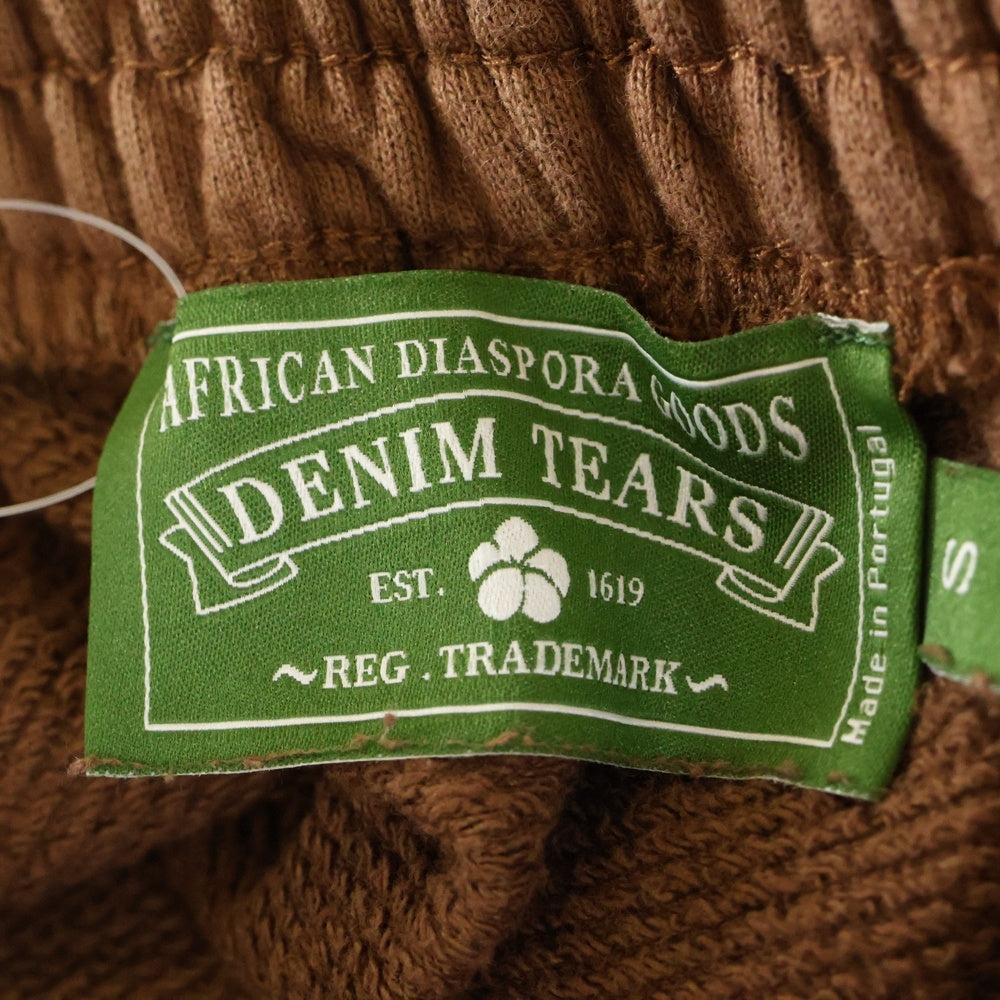 AFRICAN DIASPORA GOODS
DENIM TEARS
EST. 1619
~REG . TRADEMARK~
Made in Portugal
S